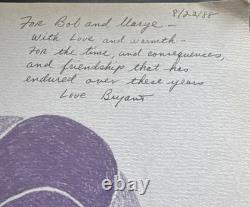 8/22/88
For Bob and Marge
With Love and warmth -
For the time, and consequences,
and friendship that has
endured over these years
Love Bryant